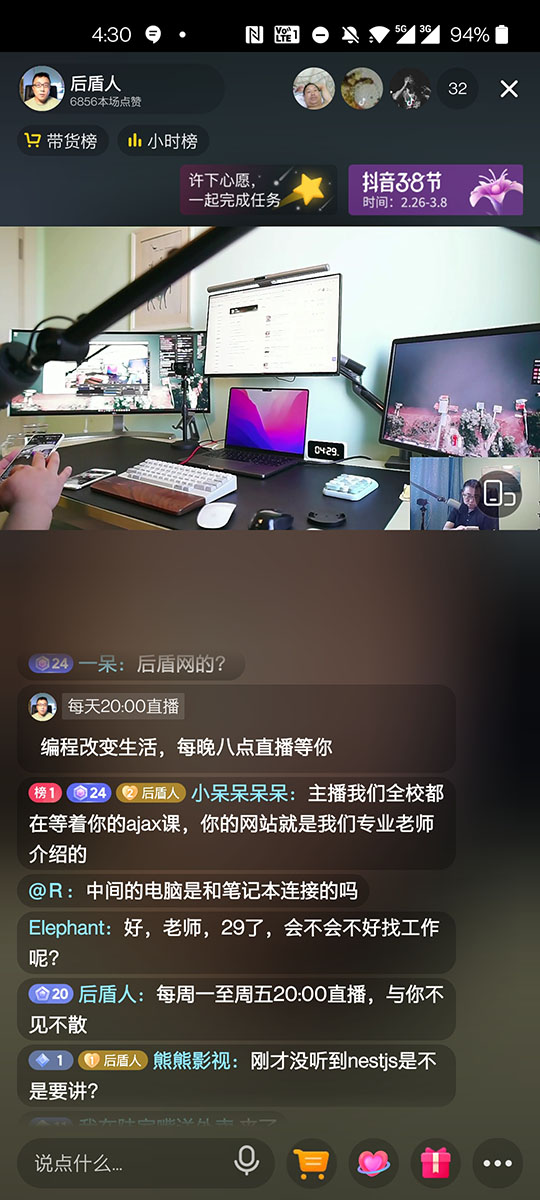 4:30
Vo LTE 1
5G
3G
94%
后盾人
6856本场点赞
32
带货榜
小时榜
许下心愿，
一起完成任务
抖音38节
时间：2.26-3.8
04:29
24 一呆：后盾网的？
每天20:00直播
编程改变生活，每晚八点直播等你
榜1 24 2 后盾人 小呆呆呆呆：主播我们全校都
在等着你的ajax课，你的网站就是我们专业老师
介绍的
@R：中间的电脑是和笔记本连接的吗
Elephant：好，老师，29了，会不会不好找工作
呢？
20 后盾人：每周一至周五20:00直播，与你不
见不散
1 1 后盾人 熊熊影视：刚才没听到nestjs是不
是要讲？
说点什么...